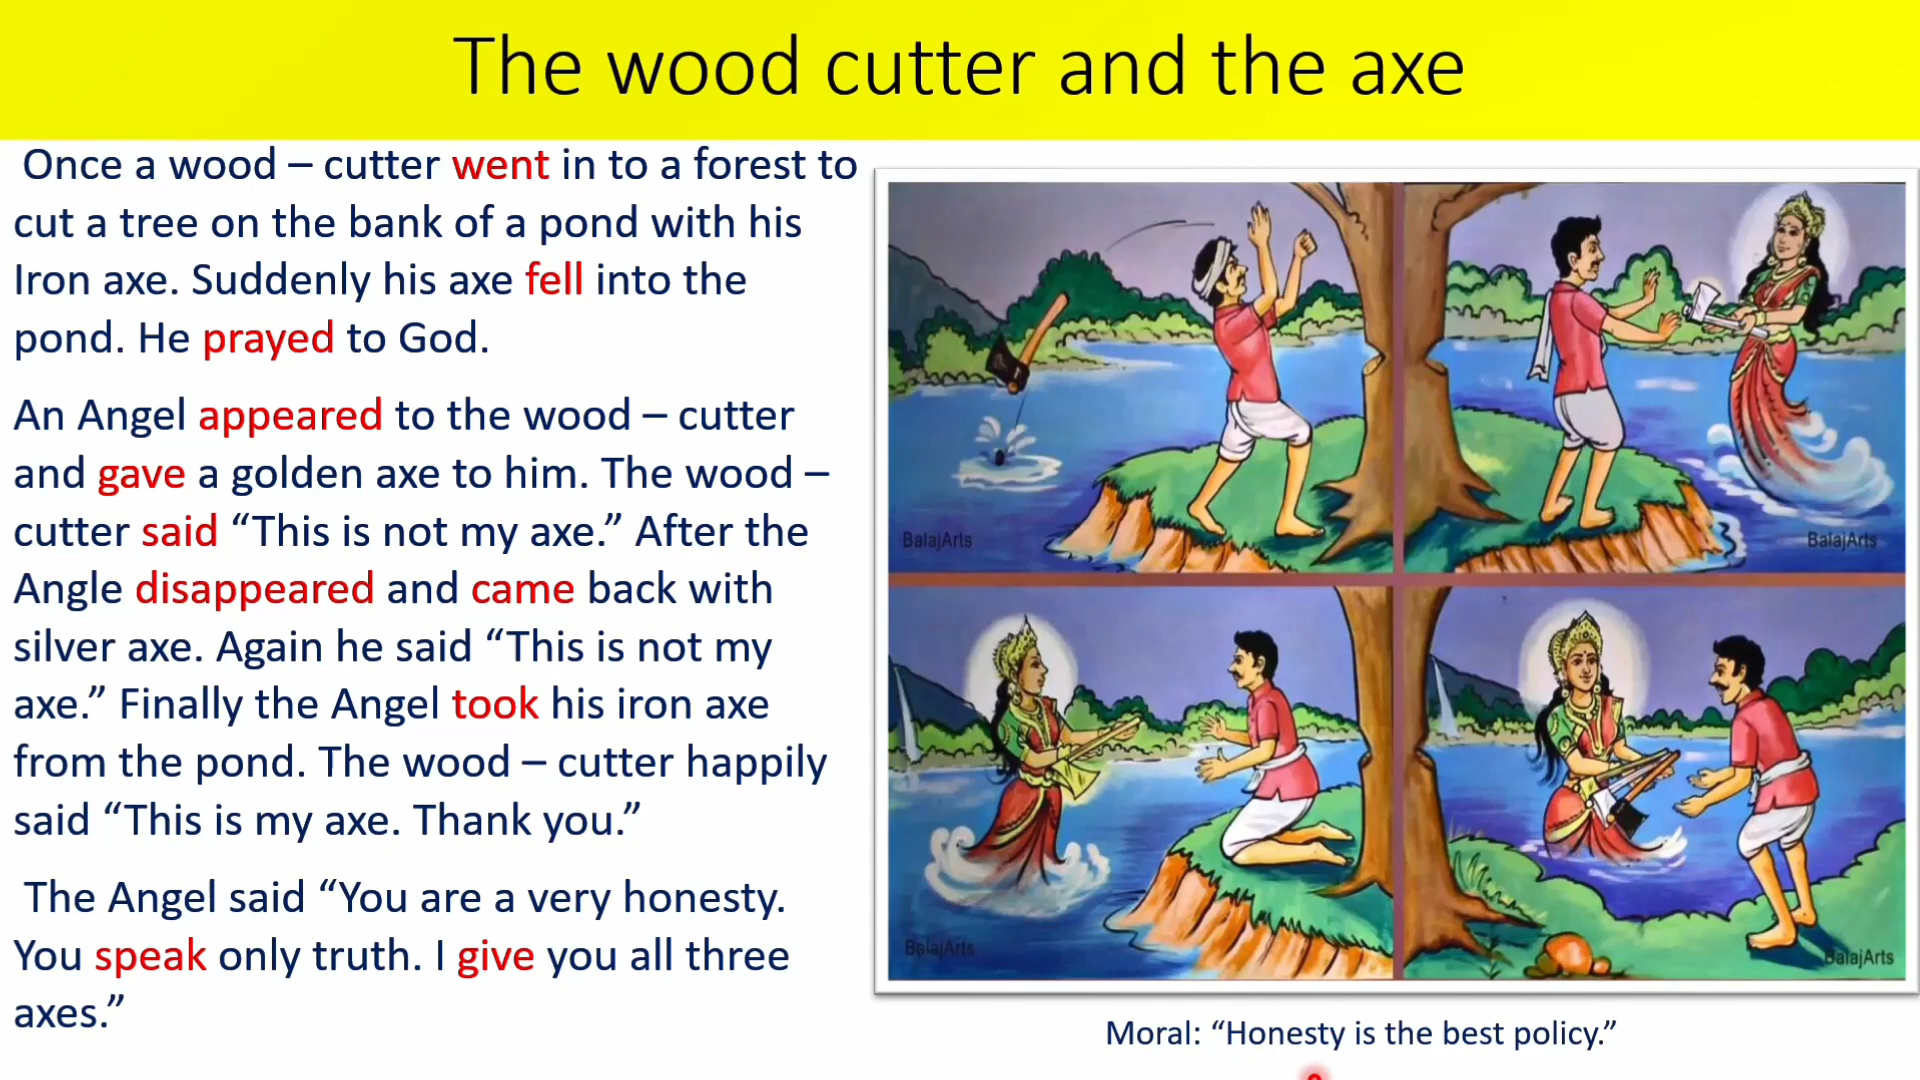 The wood cutter and the axe
Once a wood – cutter went in to a forest to
cut a tree on the bank of a pond with his
Iron axe. Suddenly his axe fell into the
pond. He prayed to God.
An Angel appeared to the wood – cutter
and gave a golden axe to him. The wood –
cutter said “This is not my axe.” After the
Angle disappeared and came back with
silver axe. Again he said “This is not my
axe.” Finally the Angel took his iron axe
from the pond. The wood – cutter happily
said “This is my axe. Thank you.”
The Angel said “You are a very honesty.
You speak only truth. I give you all three
axes.”
BalajArts
BalajArts
BalajArts
BalajArts
Moral: “Honesty is the best policy.”